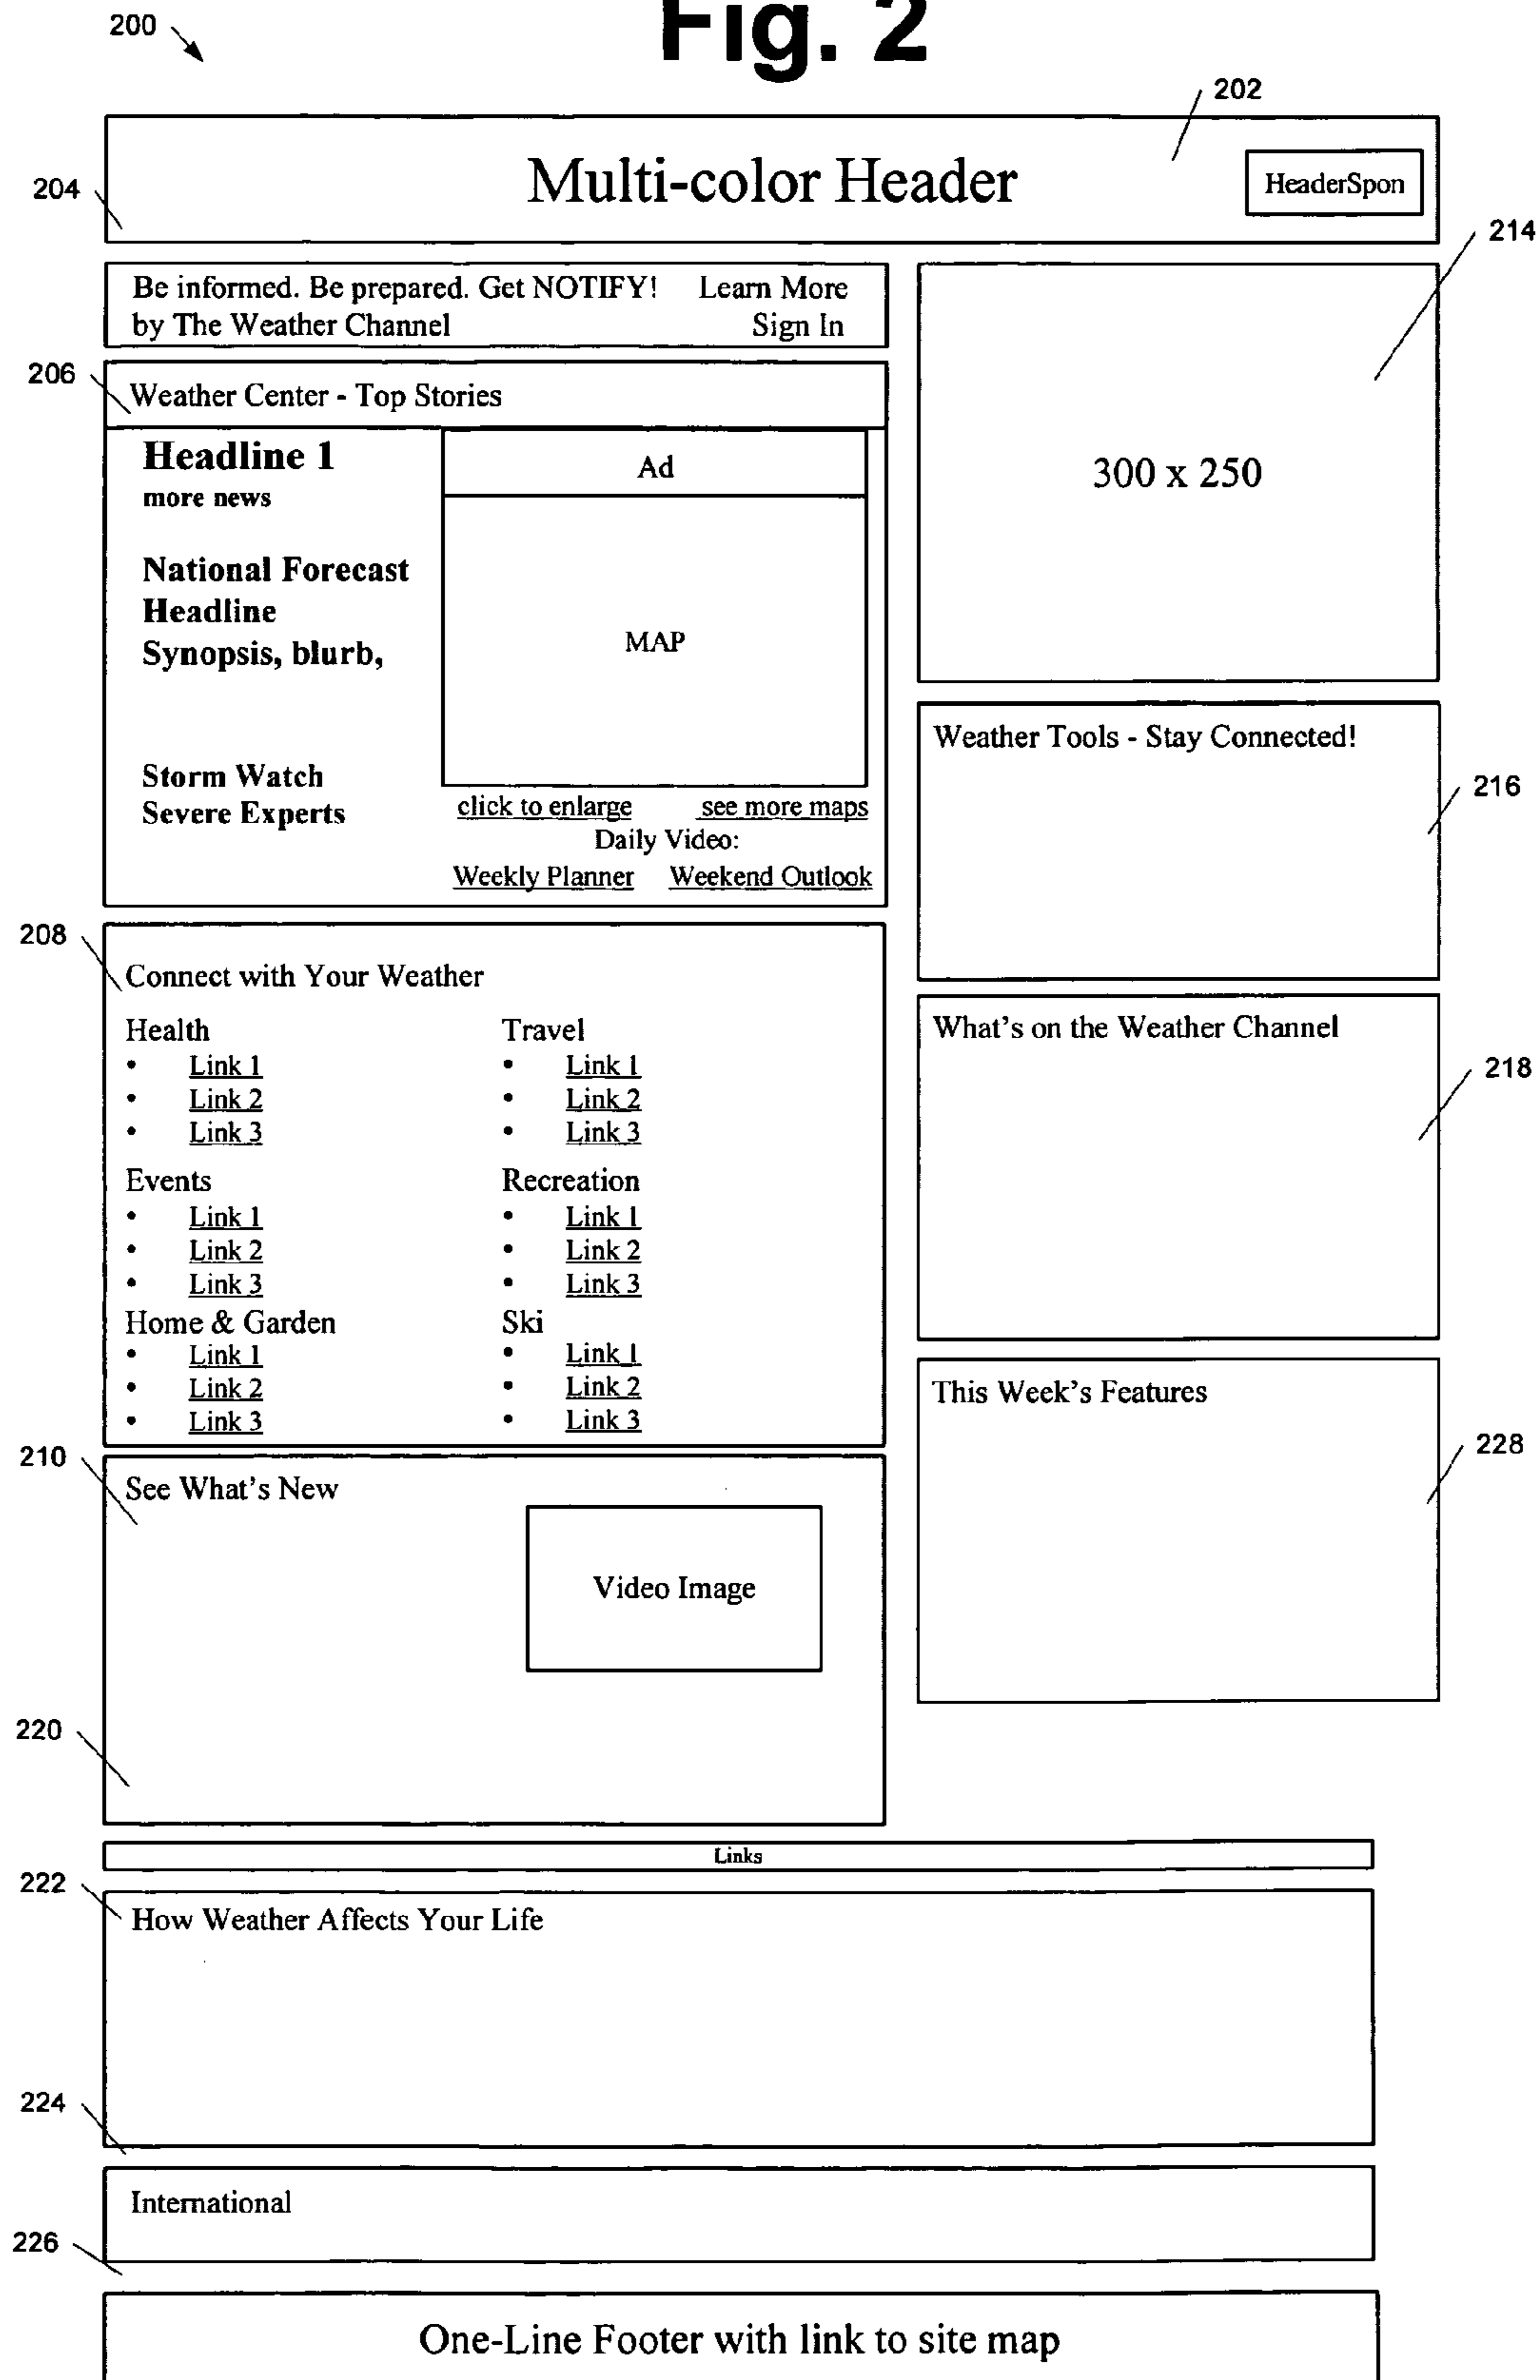 Fig. 2
200
202
Multi-color Header
HeaderSpon
204
214
Be informed. Be prepared. Get NOTIFY! Learn More
by The Weather Channel Sign In
206
Weather Center - Top Stories
Headline 1
more news
National Forecast
Headline
Synopsis, blurb,
Storm Watch
Severe Experts
Ad
MAP
click to enlarge see more maps
Daily Video:
Weekly Planner Weekend Outlook
300 x 250
Weather Tools - Stay Connected!
216
208
Connect with Your Weather
Health
• Link 1
• Link 2
• Link 3
Travel
• Link 1
• Link 2
• Link 3
Events
• Link 1
• Link 2
• Link 3
Recreation
• Link 1
• Link 2
• Link 3
Home & Garden
• Link 1
• Link 2
• Link 3
Ski
• Link 1
• Link 2
• Link 3
What's on the Weather Channel
218
This Week's Features
228
210
See What's New
Video Image
220
Links
222
How Weather Affects Your Life
224
International
226
One-Line Footer with link to site map